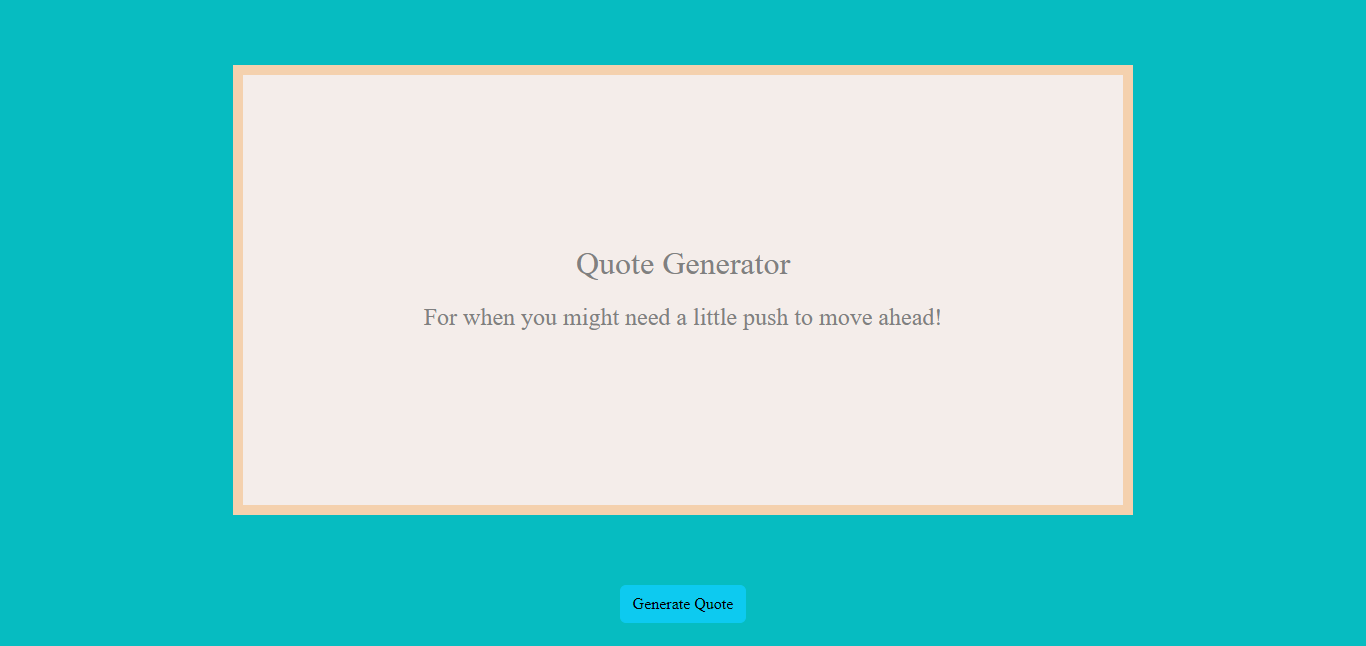 Quote Generator
For when you might need a little push to move ahead!
Generate Quote